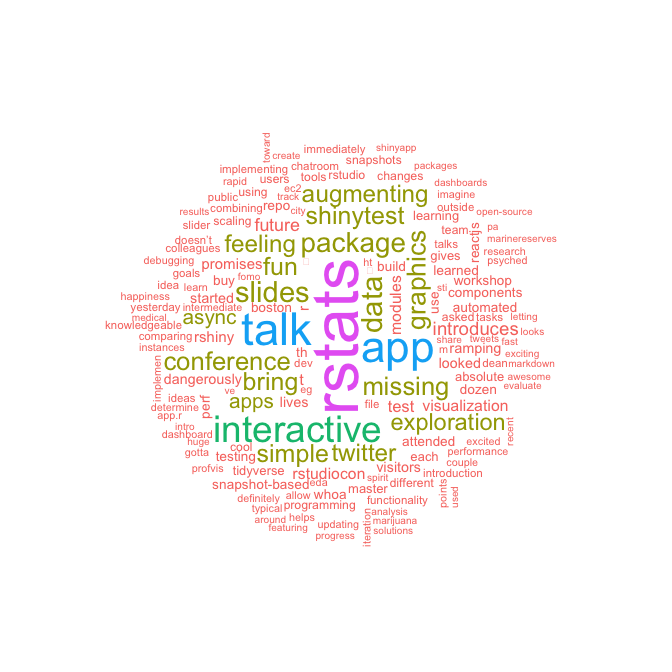 toward
create
immediately
shinyapp
implementing
chatroom
snapshots
packages
rapid
users
tools
rstudio
changes
dashboards
public
using
ec2
track
augmenting
imagine
results
combining
repo
city
shinytest
learning
outside
open-source
slider
scaling
future
team
reactjs
pa
doesn't
colleagues
feeling
package
graphics
talks
marinereserves
debugging
promises
fun
rstats
ht
build
gives
research
goals
fomo
data
modules
learned
psyched
idea
learn
buy
slides
use
sti
workshop
happiness
started
r
components
yesterday
intermediate
boston
automated
medical
async
talk
app
introduces
asked
tasks
letting
knowledgeable
rshiny
share
tweets
fast
looks
comparing
th
m
ramping
exciting
instances
conference
dev
looked
dean
markdown
implemen
dangerously
bring
t
missing
absolute
awesome
ve
eg
dozen
evaluate
ideas
perf
apps
lives
file
test
visualization
determine
app.r
interactive
exploration
recent
intro
dashboard
attended
excited
huge
cool
simple
twitter
each
performance
gotta
testing
couple
profvis
tidyverse
rstudiocon
spirit
visitors
introduction
snapshot-based
eda
master
different
points
used
definitely
allow
whoa
functionality
typical
programming
analysis
around
helps
updating
marijuana
iteration
featuring
progress
solutions